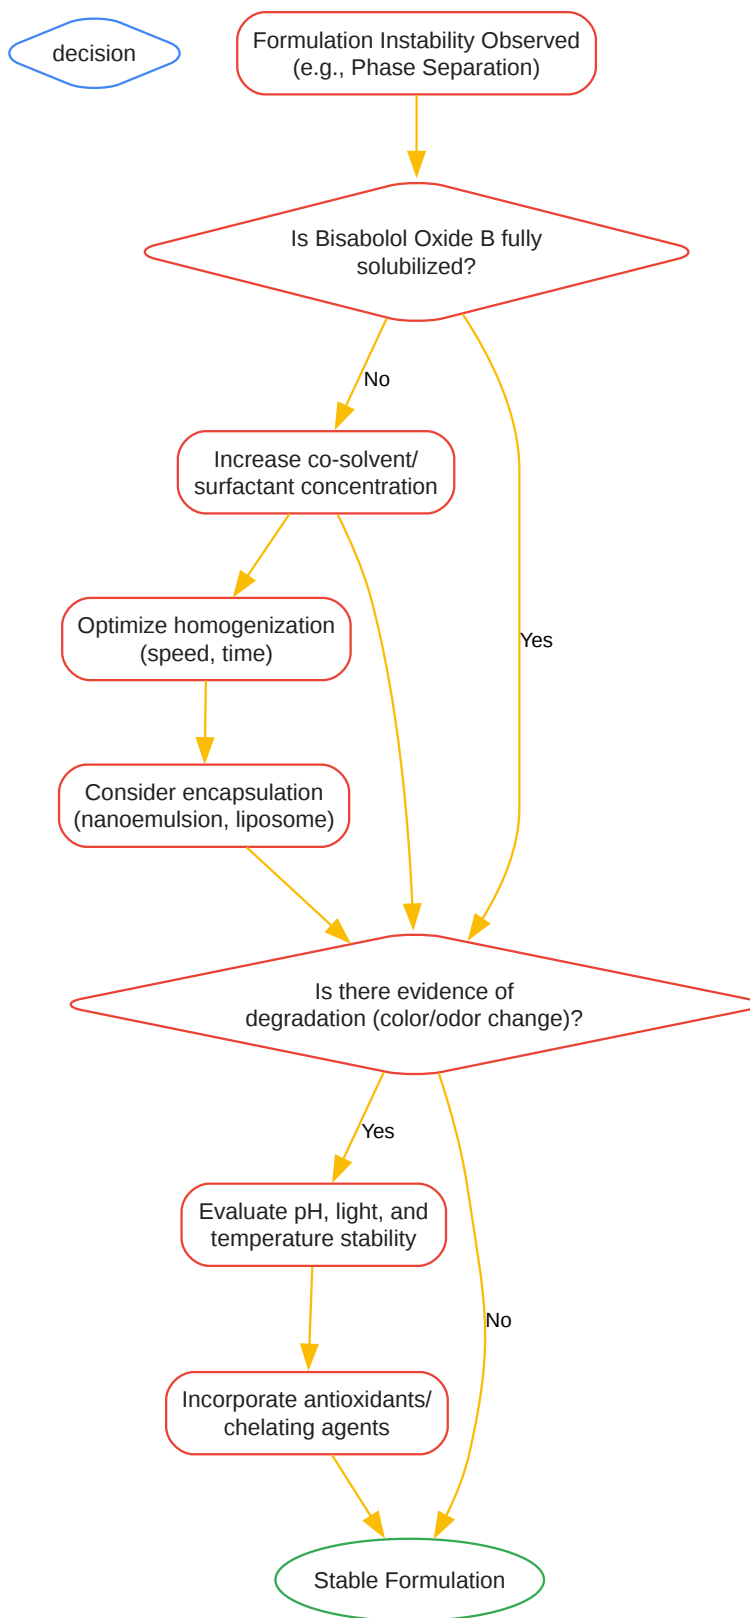 decision
Formulation Instability Observed
(e.g., Phase Separation)
Is Bisabolol Oxide B fully
solubilized?
No
Increase co-solvent/
surfactant concentration
Optimize homogenization
(speed, time)
Yes
Consider encapsulation
(nanoemulsion, liposome)
Is there evidence of
degradation (color/odor change)?
Yes
Evaluate pH, light, and
temperature stability
No
Incorporate antioxidants/
chelating agents
Stable Formulation